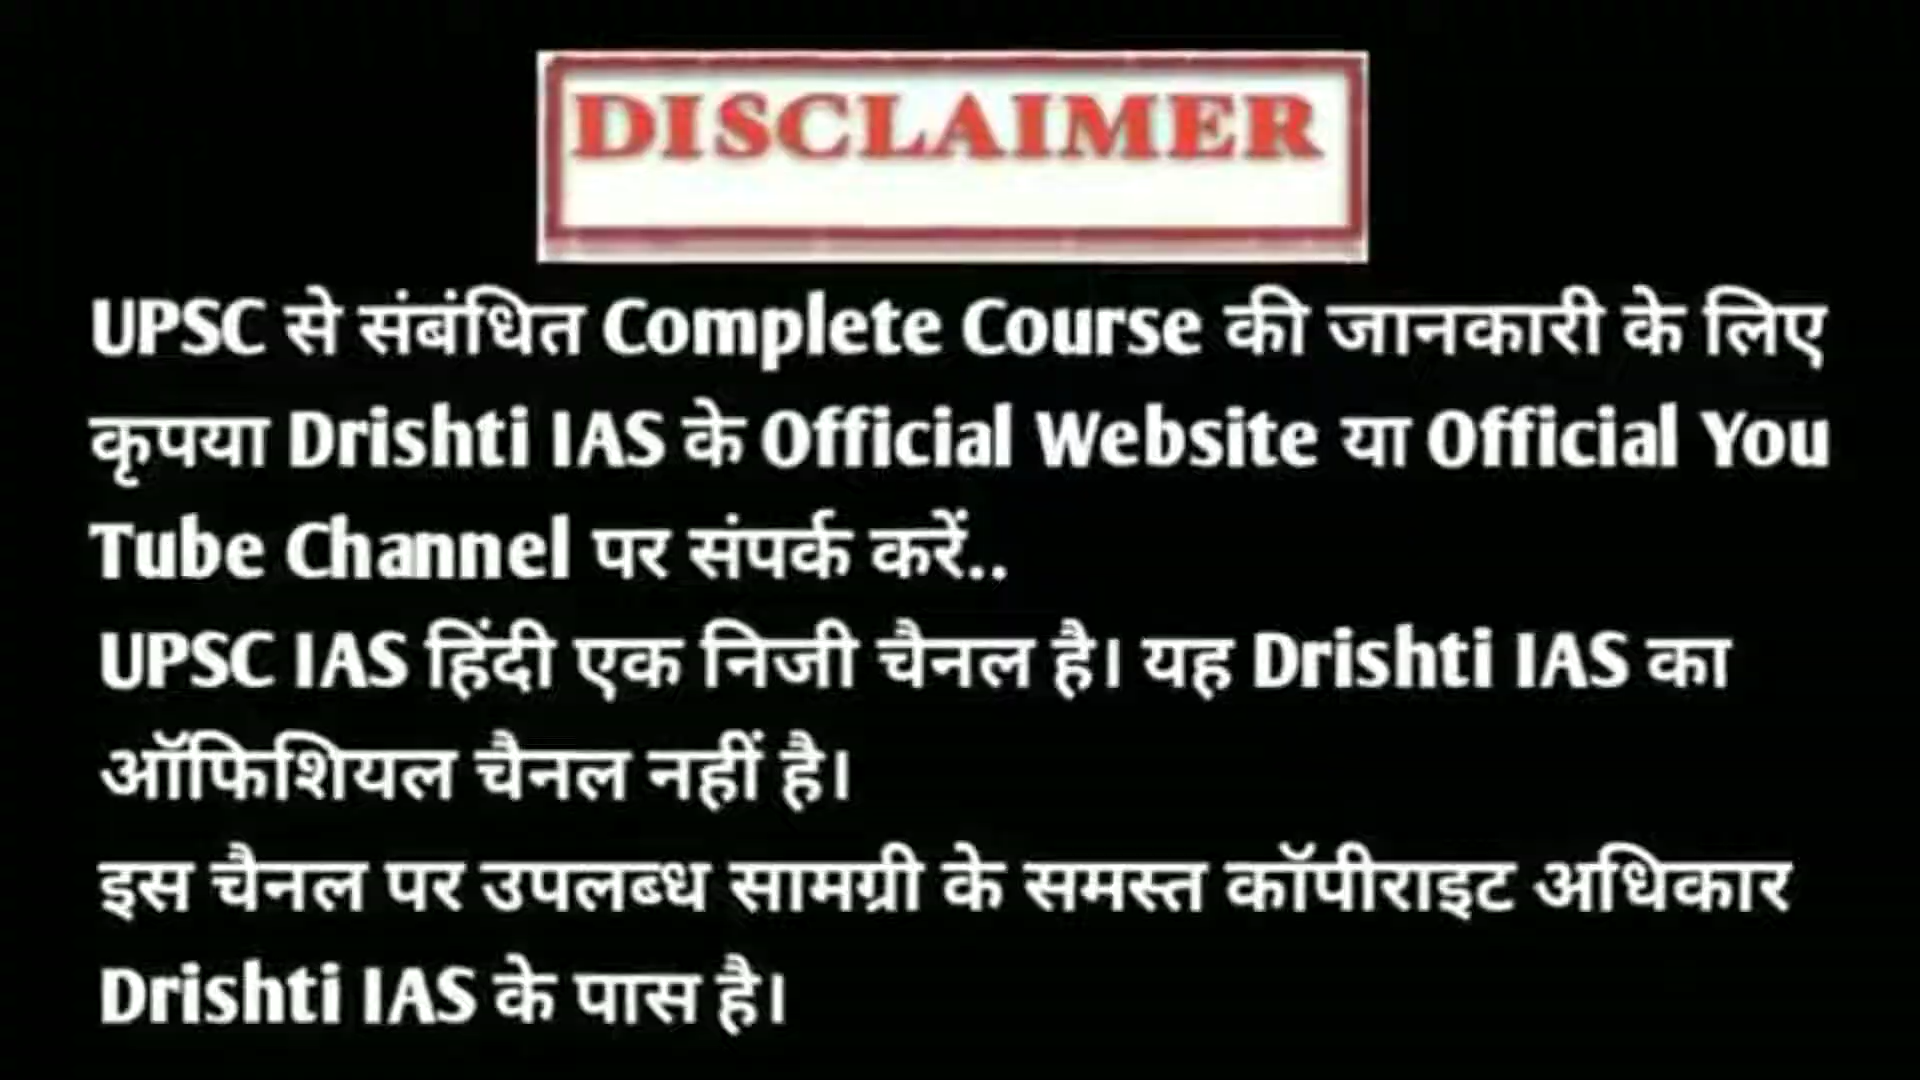 DISCLAIMER
UPSC से संबंधित Complete Course की जानकारी के लिए
कृपया Drishti IAS के Official Website या Official You
Tube Channel पर संपर्क करें..
UPSC IAS हिंदी एक निजी चैनल है। यह Drishti IAS का
ऑफिशियल चैनल नहीं है।
इस चैनल पर उपलब्ध सामग्री के समस्त कॉपीराइट अधिकार
Drishti IAS के पास है।